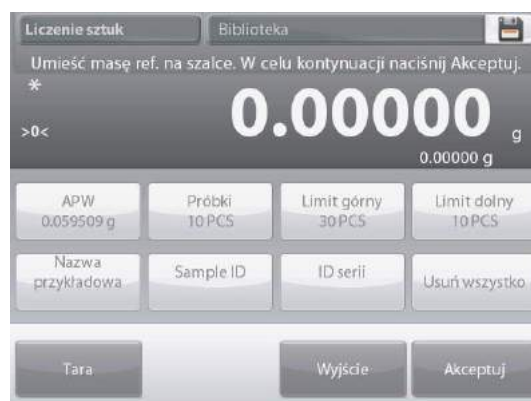 Liczenie sztuk Biblioteka
Umieść masę ref. na szalce. W celu kontynuacji naciśnij Akceptuj.
*
>0< 0.00000 g
0.00000 g
APW Próbki Limit górny Limit dolny
0.059509 g 10 PCS 30 PCS 10 PCS
Nazwa przykładowa Sample ID ID serii Usuń wszystko
Tara Wyjście Akceptuj